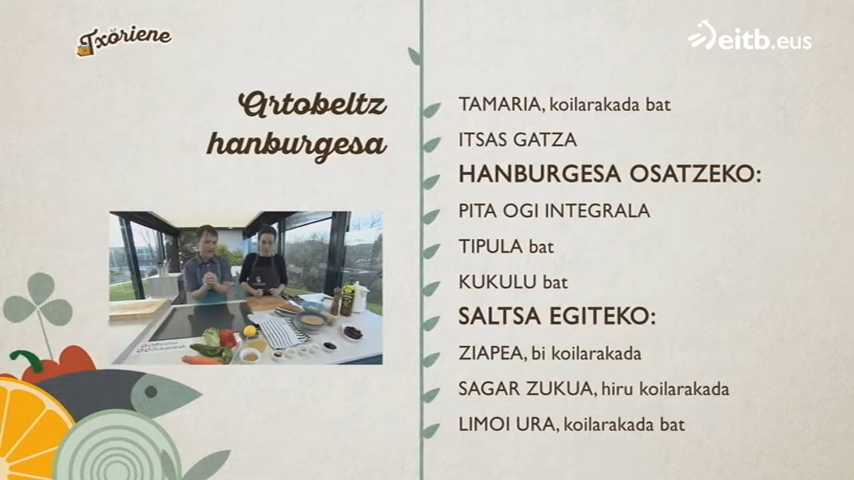 Txoriene
eitb.eus
Artobeltz
hanburgesa
TAMARIA, koilarakada bat
ITSAS GATZA
HANBURGESA OSATZEKO:
PITA OGI INTEGRALA
TIPULA bat
KUKULU bat
SALTSA EGITEKO:
ZIAPEA, bi koilarakada
SAGAR ZUKUA, hiru koilarakada
LIMOI URA, koilarakada bat